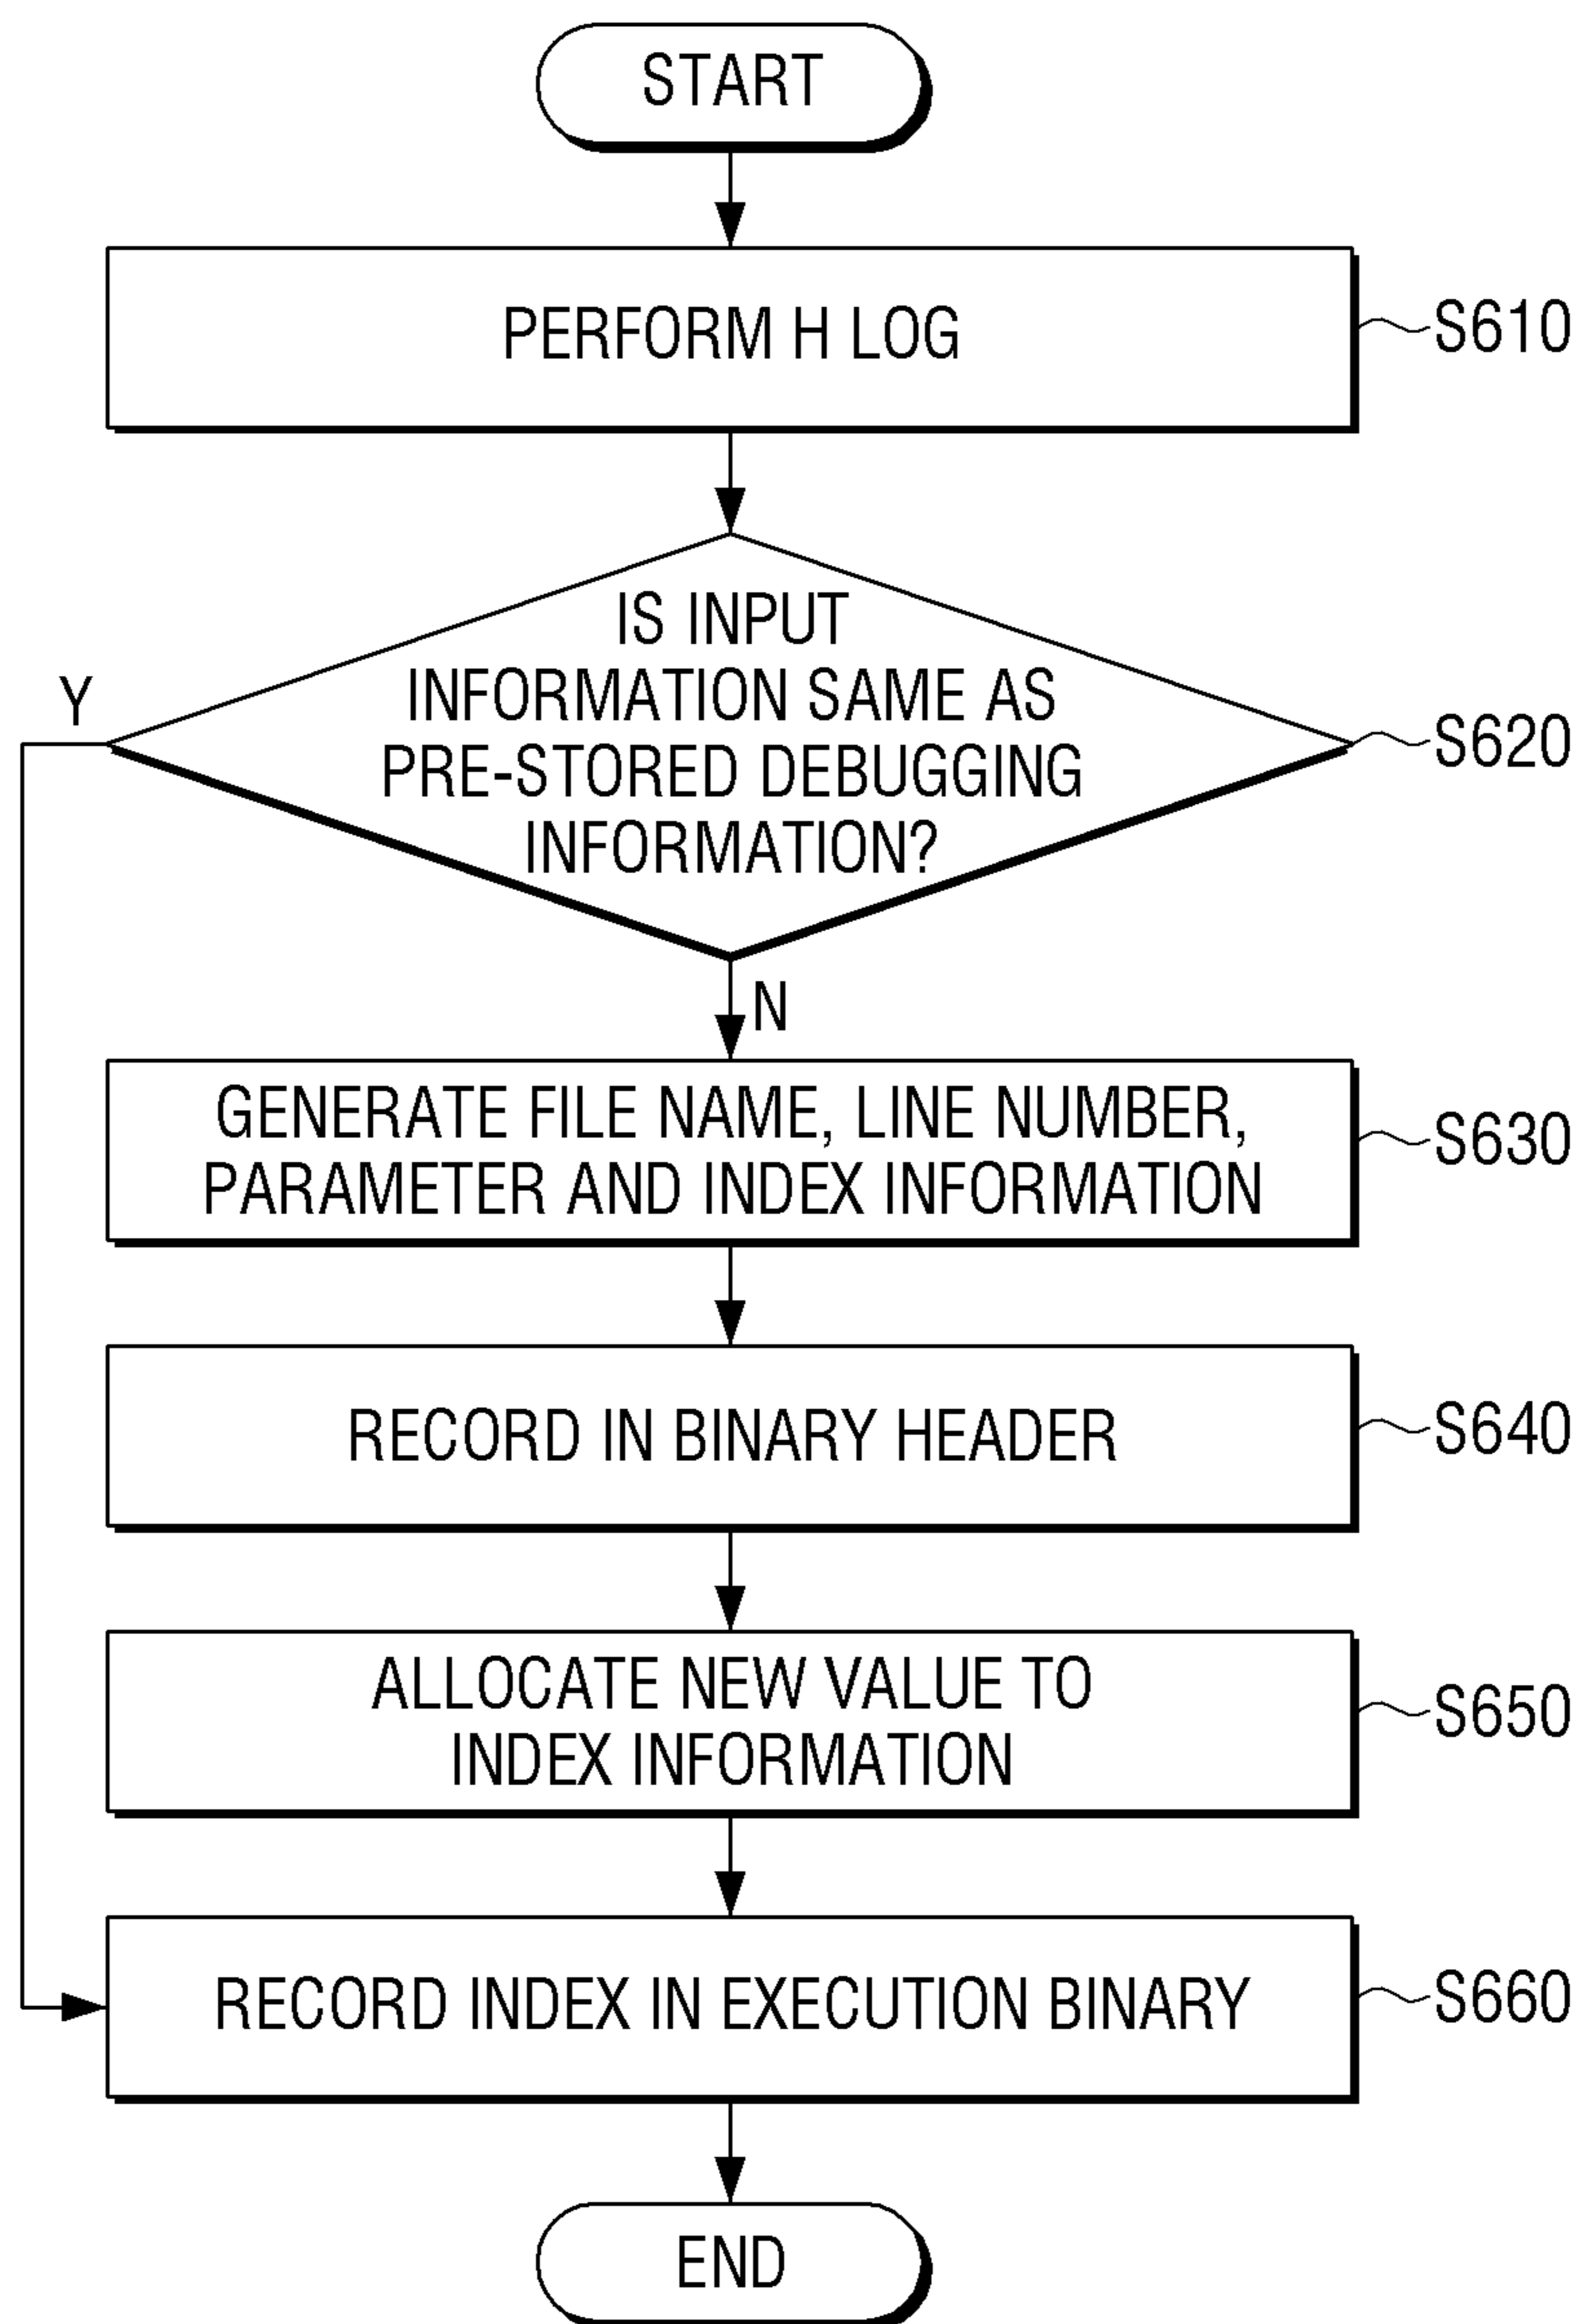 START
PERFORM H LOG
S610
IS INPUT
INFORMATION SAME AS
PRE-STORED DEBUGGING
INFORMATION?
Y
S620
N
GENERATE FILE NAME, LINE NUMBER,
PARAMETER AND INDEX INFORMATION
S630
RECORD IN BINARY HEADER
S640
ALLOCATE NEW VALUE TO
INDEX INFORMATION
S650
RECORD INDEX IN EXECUTION BINARY
S660
END